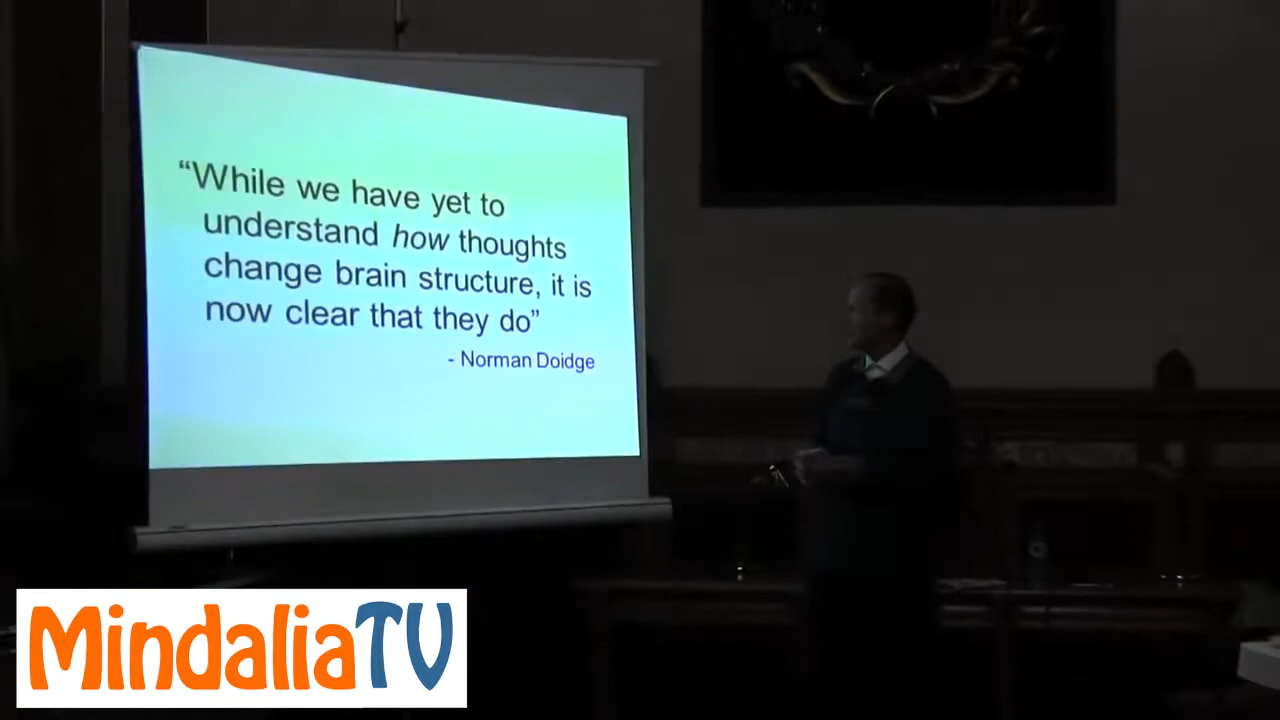 “While we have yet to
understand how thoughts
change brain structure, it is
now clear that they do”
- Norman Doidge
MindaliaTV